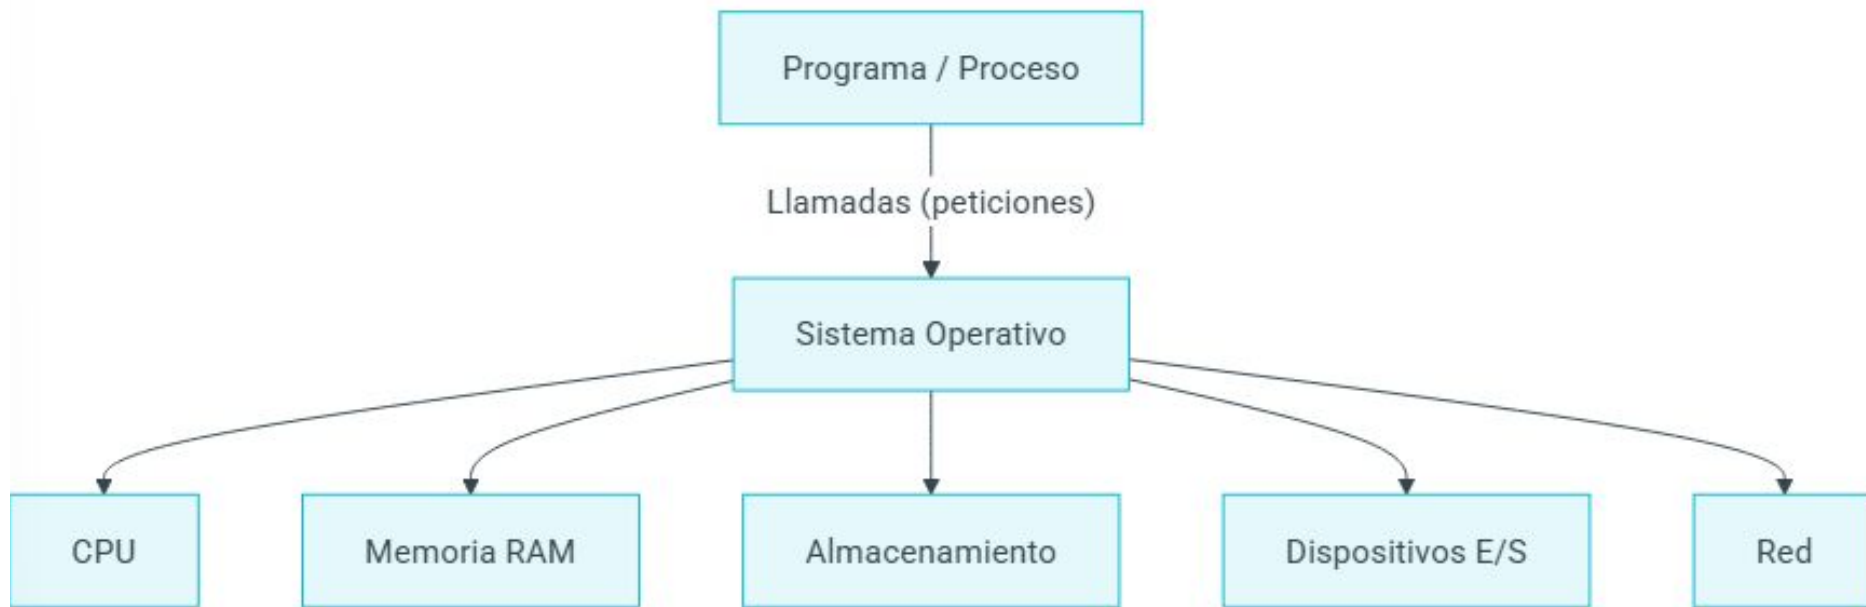 Programa / Proceso
Llamadas (peticiones)
Sistema Operativo
CPU
Memoria RAM
Almacenamiento
Dispositivos E/S
Red